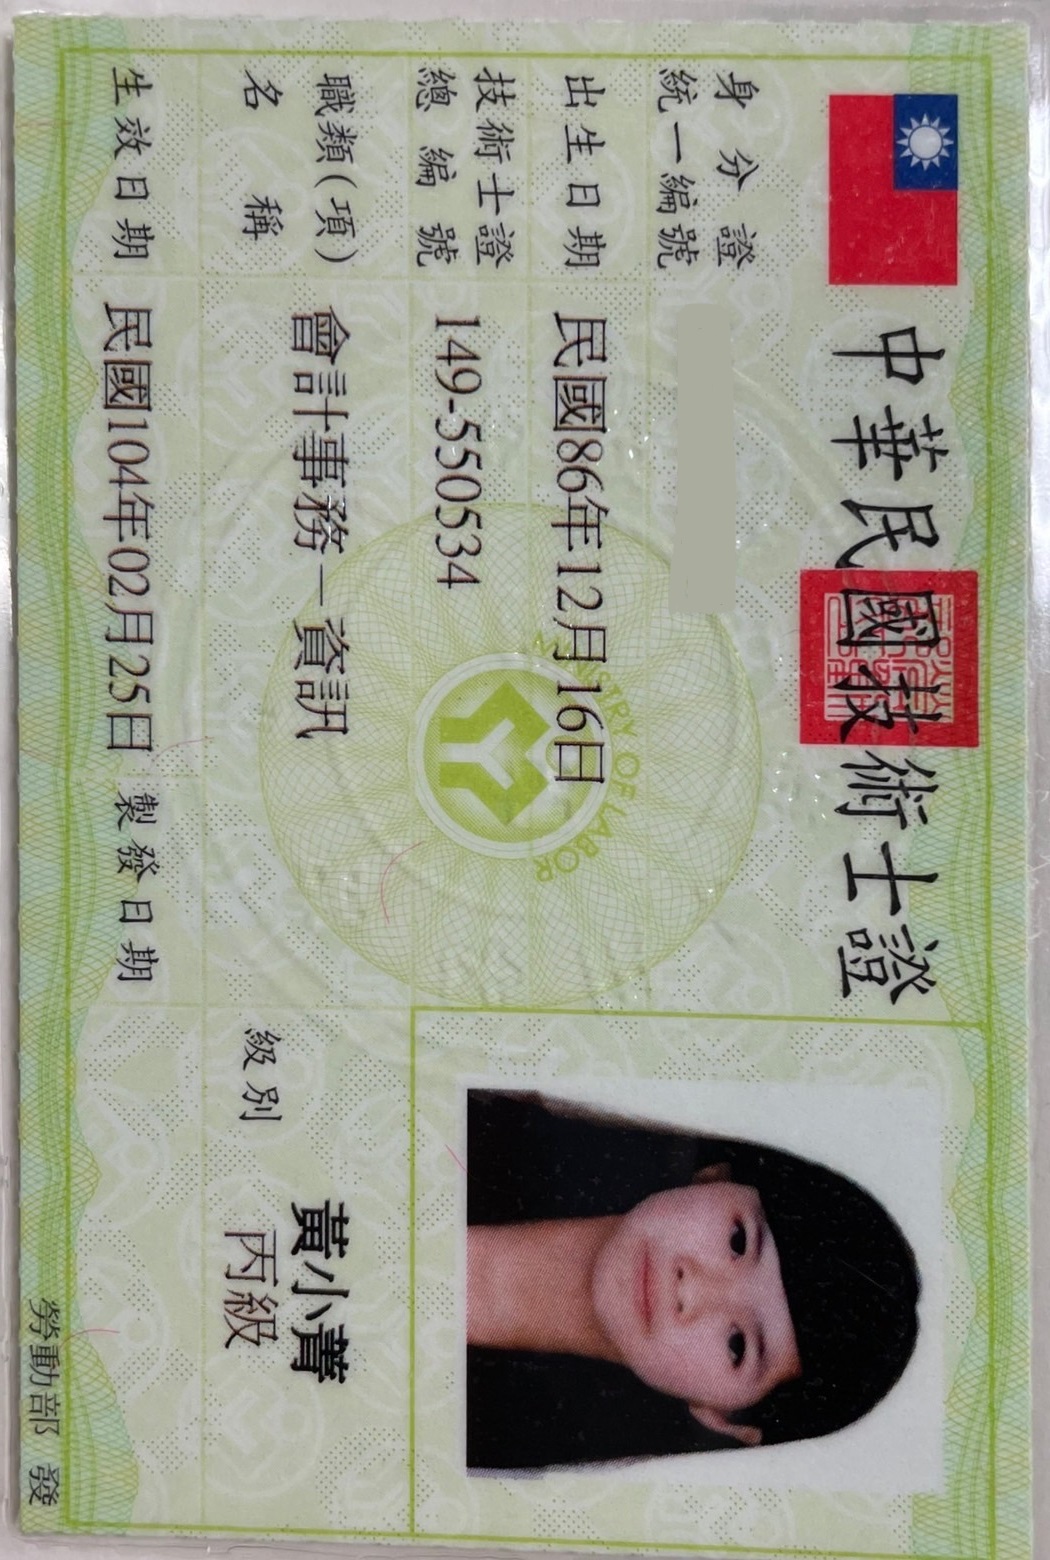 中華民國技術士證
身分證
統一編號
出生日期 民國86年12月16日
技術士證
總編號 149-550534
職類(項)
名稱 會計事務－資訊
黃小菁
級別 丙級
生效日期 民國104年02月25日 製發日期
勞動部 發
MINISTRY OF LABOR